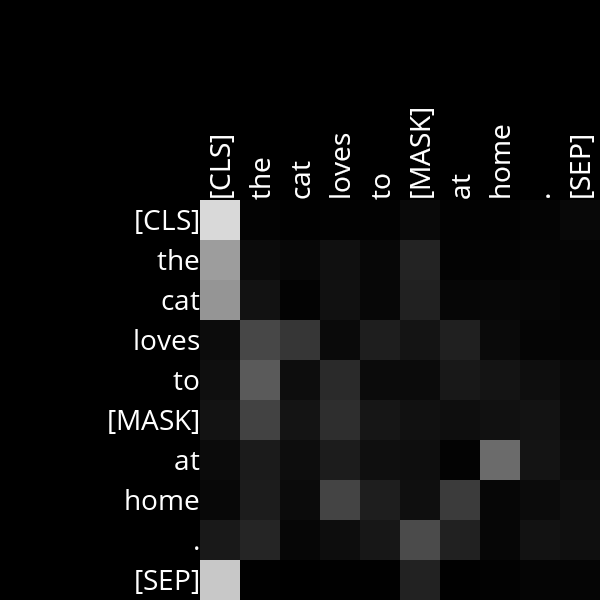 [CLS] the cat loves to [MASK] at home . [SEP]
[CLS]
the
cat
loves
to
[MASK]
at
home
.
[SEP]